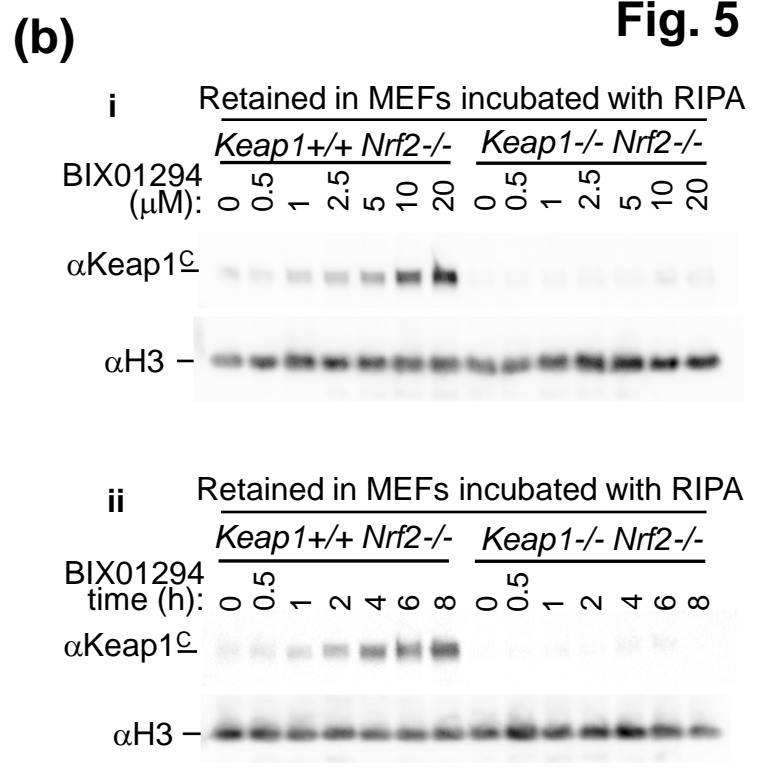 (b)
Fig. 5
i
Retained in MEFs incubated with RIPA
Keap1+/+ Nrf2-/- Keap1-/- Nrf2-/-
BIX01294
(μM): 0 0.5 1 2.5 5 10 20 0 0.5 1 2.5 5 10 20
αKeap1C
αH3
ii
Retained in MEFs incubated with RIPA
Keap1+/+ Nrf2-/- Keap1-/- Nrf2-/-
BIX01294
time (h): 0 0.5 1 2 4 6 8 0 0.5 1 2 4 6 8
αKeap1C
αH3